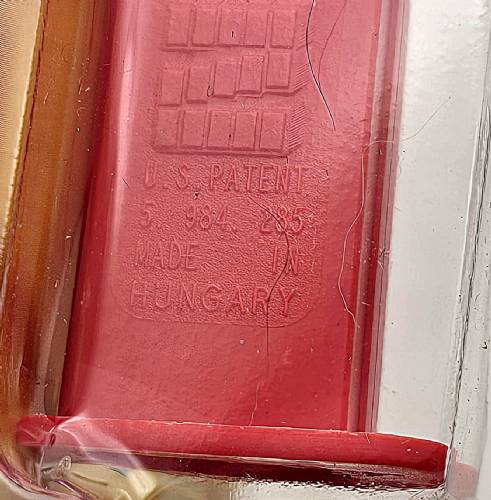 U.S. PATENT
5. 984. 285
MADE IN
HUNGARY